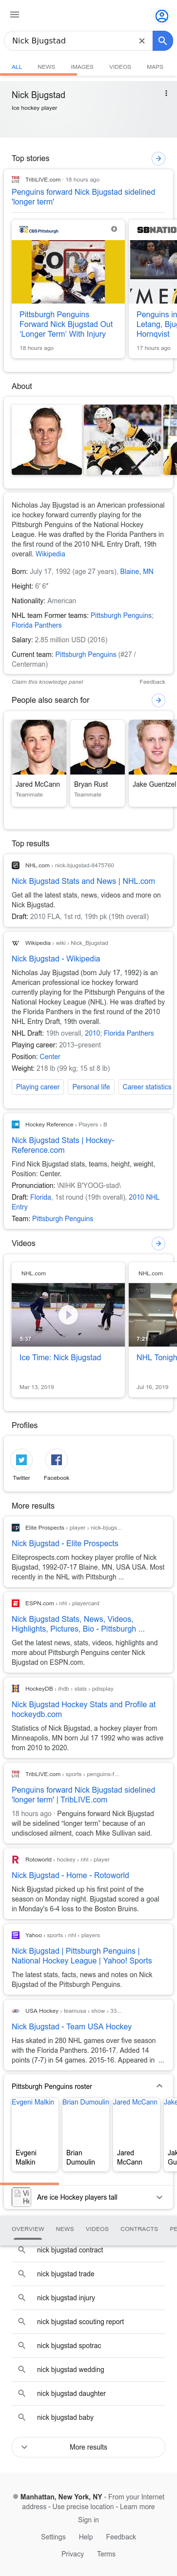 Nick Bjugstad
ALL NEWS IMAGES VIDEOS MAPS
Nick Bjugstad
Ice hockey player
Top stories
TribLIVE.com · 18 hours ago
Penguins forward Nick Bjugstad sidelined
'longer term'
CBS Pittsburgh
SBNATION
Pittsburgh Penguins
Forward Nick Bjugstad Out
'Longer Term' With Injury
18 hours ago
Penguins in
Letang, Bju
Hornqvist
17 hours ago
About
Nicholas Jay Bjugstad is an American professional
ice hockey forward currently playing for the
Pittsburgh Penguins of the National Hockey
League. He was drafted by the Florida Panthers in
the first round of the 2010 NHL Entry Draft, 19th
overall. Wikipedia
Born: July 17, 1992 (age 27 years), Blaine, MN
Height: 6′ 6″
Nationality: American
NHL team Former teams: Pittsburgh Penguins;
Florida Panthers
Salary: 2.85 million USD (2016)
Current team: Pittsburgh Penguins (#27 /
Centerman)
Claim this knowledge panel Feedback
People also search for
Jared McCann
Teammate
Bryan Rust
Teammate
Jake Guentzel
Top results
NHL.com › nick-bjugstad-8475760
Nick Bjugstad Stats and News | NHL.com
Get all the latest stats, news, videos and more on
Nick Bjugstad.
Draft: 2010 FLA, 1st rd, 19th pk (19th overall)
Wikipedia › wiki › Nick_Bjugstad
Nick Bjugstad - Wikipedia
Nicholas Jay Bjugstad (born July 17, 1992) is an
American professional ice hockey forward
currently playing for the Pittsburgh Penguins of the
National Hockey League (NHL). He was drafted by
the Florida Panthers in the first round of the 2010
NHL Entry Draft, 19th overall.
NHL Draft: 19th overall, 2010; Florida Panthers
Playing career: 2013–present
Position: Center
Weight: 218 lb (99 kg; 15 st 8 lb)
Playing career Personal life Career statistics
Hockey Reference › Players › B
Nick Bjugstad Stats | Hockey-
Reference.com
Find Nick Bjugstad stats, teams, height, weight,
Position: Center.
Pronunciation: \NIHK B'YOOG-stad\
Draft: Florida, 1st round (19th overall), 2010 NHL
Entry
Team: Pittsburgh Penguins
Videos
NHL.com
5:37
Ice Time: Nick Bjugstad
Mar 13, 2019
NHL.com
7:21
NHL Tonigh
Jul 16, 2019
Profiles
Twitter Facebook
More results
Elite Prospects › player › nick-bjugs...
Nick Bjugstad - Elite Prospects
Eliteprospects.com hockey player profile of Nick
Bjugstad, 1992-07-17 Blaine, MN, USA USA. Most
recently in the NHL with Pittsburgh ...
ESPN.com › nhl › playercard
Nick Bjugstad Stats, News, Videos,
Highlights, Pictures, Bio - Pittsburgh ...
Get the latest news, stats, videos, highlights and
more about Pittsburgh Penguins center Nick
Bjugstad on ESPN.com.
HockeyDB › ihdb › stats › pdisplay
Nick Bjugstad Hockey Stats and Profile at
hockeydb.com
Statistics of Nick Bjugstad, a hockey player from
Minneapolis, MN born Jul 17 1992 who was active
from 2010 to 2020.
TribLIVE.com › sports › penguins-f...
Penguins forward Nick Bjugstad sidelined
'longer term' | TribLIVE.com
18 hours ago · Penguins forward Nick Bjugstad
will be sidelined “longer term” because of an
undisclosed ailment, coach Mike Sullivan said.
Rotoworld › hockey › nhl › player
Nick Bjugstad - Home - Rotoworld
Nick Bjugstad picked up his first point of the
season on Monday night. Bjugstad scored a goal
in Monday's 6-4 loss to the Boston Bruins.
Yahoo › sports › nhl › players
Nick Bjugstad | Pittsburgh Penguins |
National Hockey League | Yahoo! Sports
The latest stats, facts, news and notes on Nick
Bjugstad of the Pittsburgh Penguins.
USA Hockey › teamusa › show › 33...
Nick Bjugstad - Team USA Hockey
Has skated in 280 NHL games over five season
with the Florida Panthers. 2016-17. Added 14
points (7-7) in 54 games. 2015-16. Appeared in ...
Pittsburgh Penguins roster
Evgeni Malkin Brian Dumoulin Jared McCann Jake
Evgeni
Malkin
Brian
Dumoulin
Jared
McCann
Jak
Gu
Are ice Hockey players tall
OVERVIEW NEWS VIDEOS CONTRACTS PE
nick bjugstad contract
nick bjugstad trade
nick bjugstad injury
nick bjugstad scouting report
nick bjugstad spotrac
nick bjugstad wedding
nick bjugstad daughter
nick bjugstad baby
More results
Manhattan, New York, NY - From your Internet
address - Use precise location - Learn more
Sign in
Settings Help Feedback
Privacy Terms